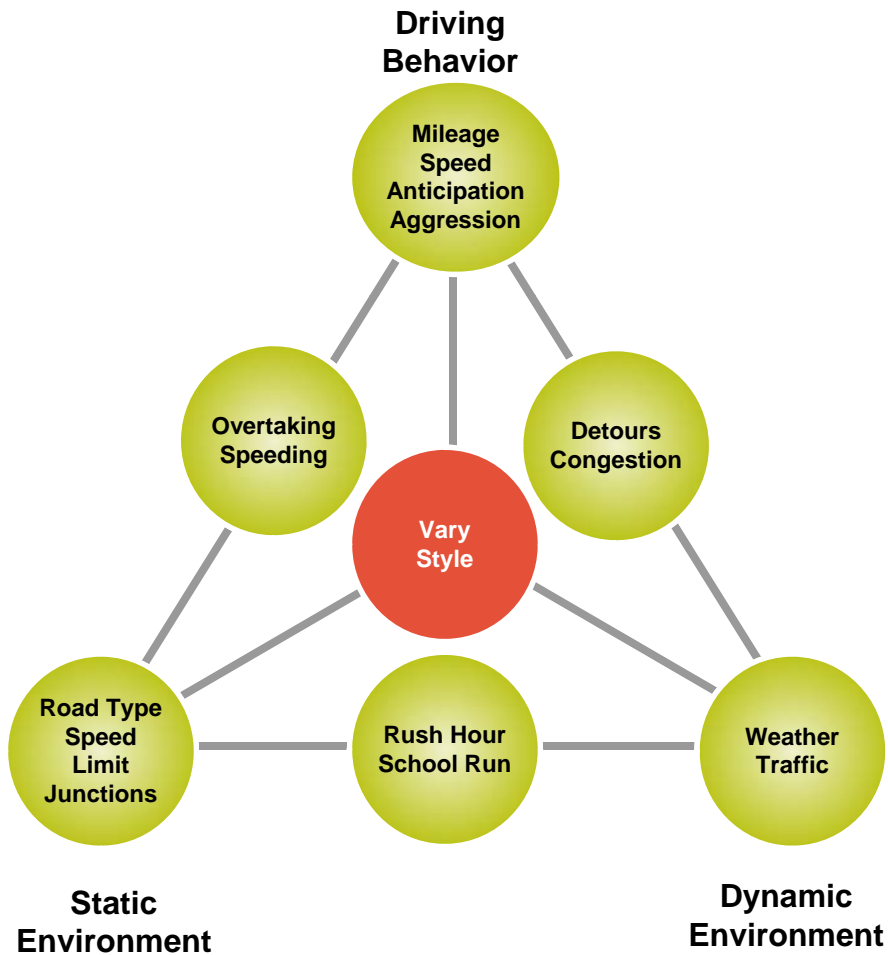 Driving
Behavior
Mileage
Speed
Anticipation
Aggression
Overtaking
Speeding
Detours
Congestion
Vary
Style
Road Type
Speed
Limit
Junctions
Rush Hour
School Run
Weather
Traffic
Static
Environment
Dynamic
Environment